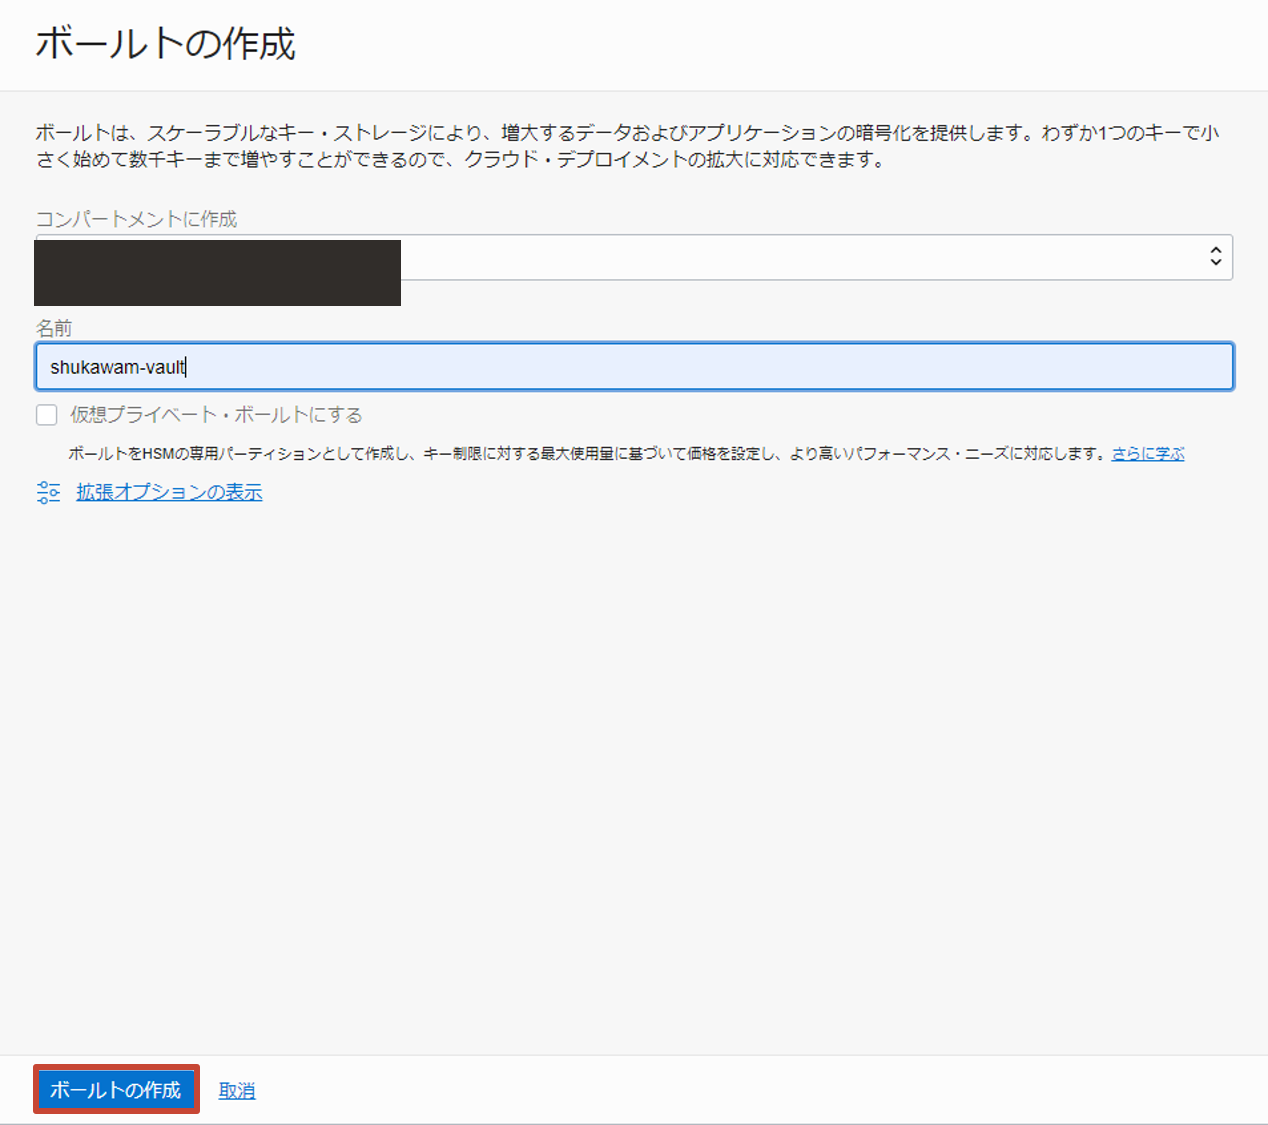 ボールトの作成
ボールトは、スケーラブルなキー・ストレージにより、増大するデータおよびアプリケーションの暗号化を提供します。わずか1つのキーで小
さく始めて数千キーまで増やすことができるので、クラウド・デプロイメントの拡大に対応できます。
コンパートメントに作成
名前
shukawam-vault
仮想プライベート・ボールトにする
ボールトをHSMの専用パーティションとして作成し、キー制限に対する最大使用量に基づいて価格を設定し、より高いパフォーマンス・ニーズに対応します。さらに学ぶ
拡張オプションの表示
ボールトの作成 取消